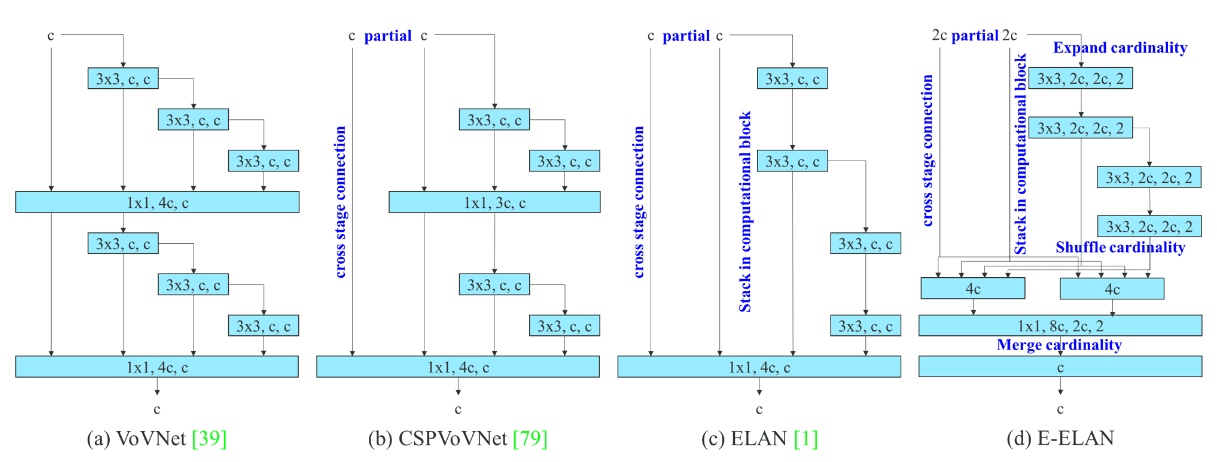 c
3x3, c, c
3x3, c, c
3x3, c, c
1x1, 4c, c
3x3, c, c
3x3, c, c
3x3, c, c
1x1, 4c, c
c
(a) VoVNet [39]
c partial c
cross stage connection
3x3, c, c
3x3, c, c
1x1, 3c, c
3x3, c, c
3x3, c, c
1x1, 4c, c
c
(b) CSPVoVNet [79]
c partial c
cross stage connection
Stack in computational block
3x3, c, c
3x3, c, c
3x3, c, c
3x3, c, c
1x1, 4c, c
c
(c) ELAN [1]
2c partial 2c
cross stage connection
Stack in computational block
Expand cardinality
3x3, 2c, 2c, 2
3x3, 2c, 2c, 2
3x3, 2c, 2c, 2
3x3, 2c, 2c, 2
Shuffle cardinality
4c 4c
1x1, 8c, 2c, 2
Merge cardinality
c
c
(d) E-ELAN